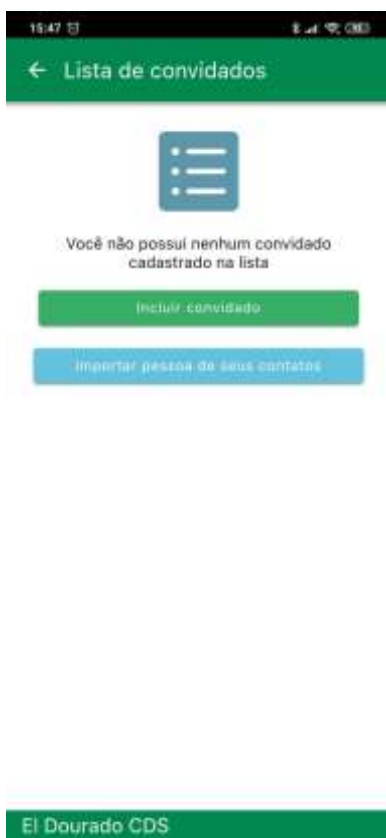 15:47
← Lista de convidados
Você não possui nenhum convidado
cadastrado na lista
Incluir convidado
Importar pessoa de seus contatos
El Dourado CDS